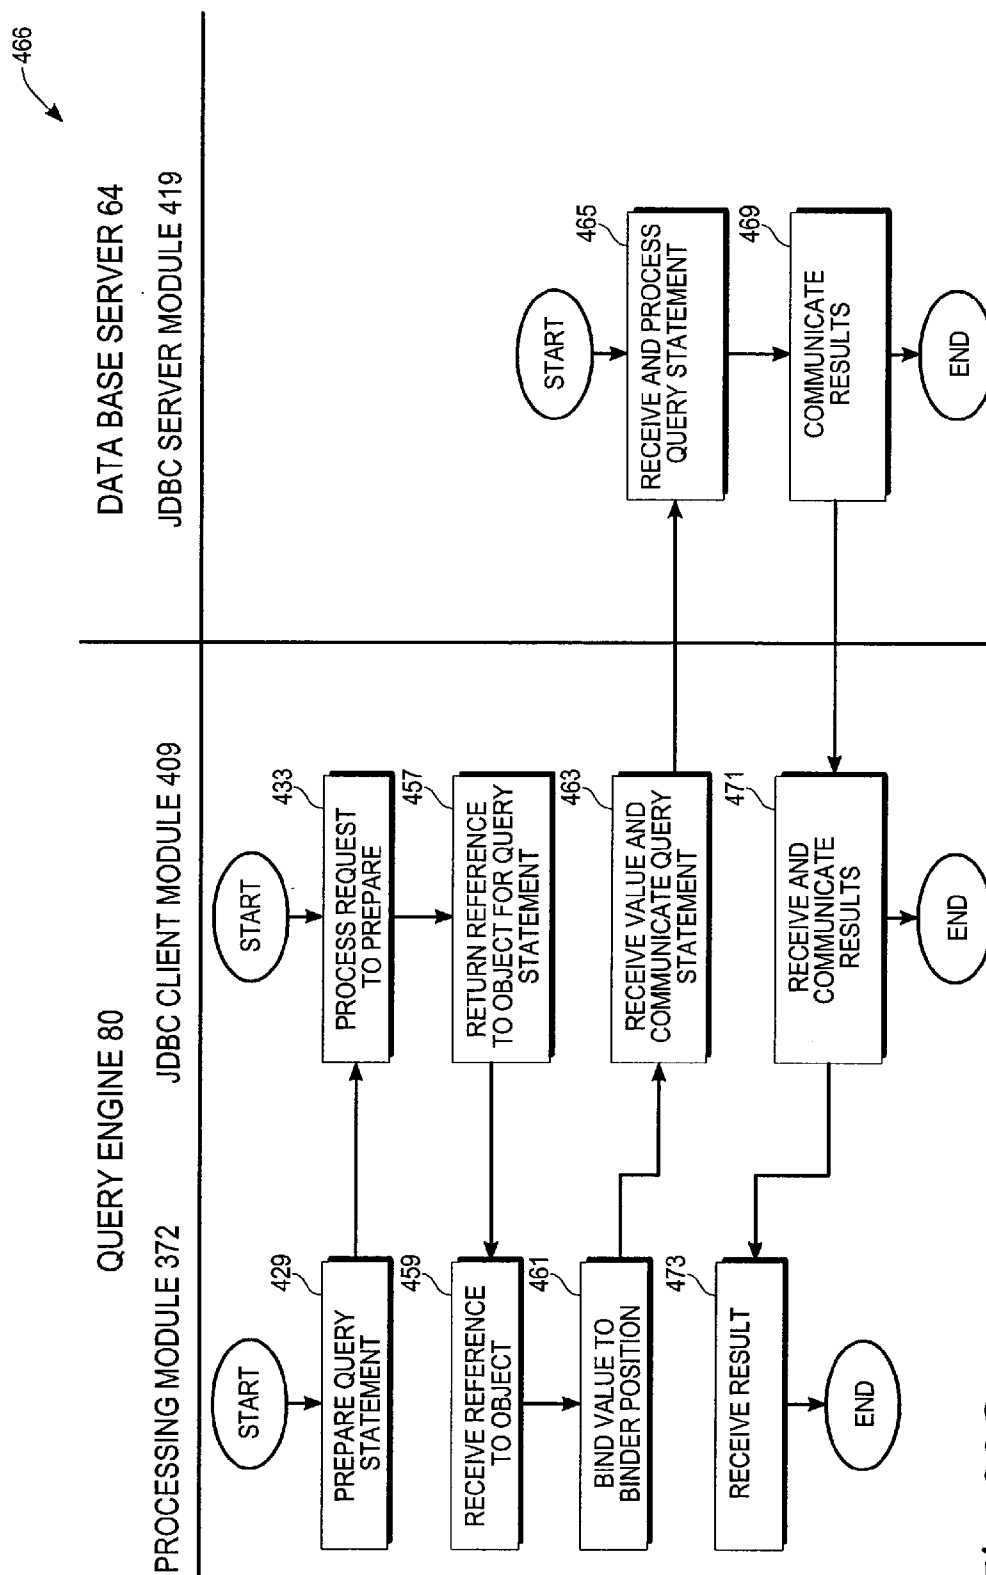 466
QUERY ENGINE 80
DATA BASE SERVER 64
PROCESSING MODULE 372
JDBC CLIENT MODULE 409
JDBC SERVER MODULE 419
START
429
PREPARE QUERY
STATEMENT
START
433
PROCESS REQUEST
TO PREPARE
457
RETURN REFERENCE
TO OBJECT FOR QUERY
STATEMENT
459
RECEIVE REFERENCE
TO OBJECT
461
BIND VALUE TO
BINDER POSITION
463
RECEIVE VALUE AND
COMMUNICATE QUERY
STATEMENT
START
465
RECEIVE AND PROCESS
QUERY STATEMENT
469
COMMUNICATE
RESULTS
END
471
RECEIVE AND
COMMUNICATE
RESULTS
END
473
RECEIVE RESULT
END